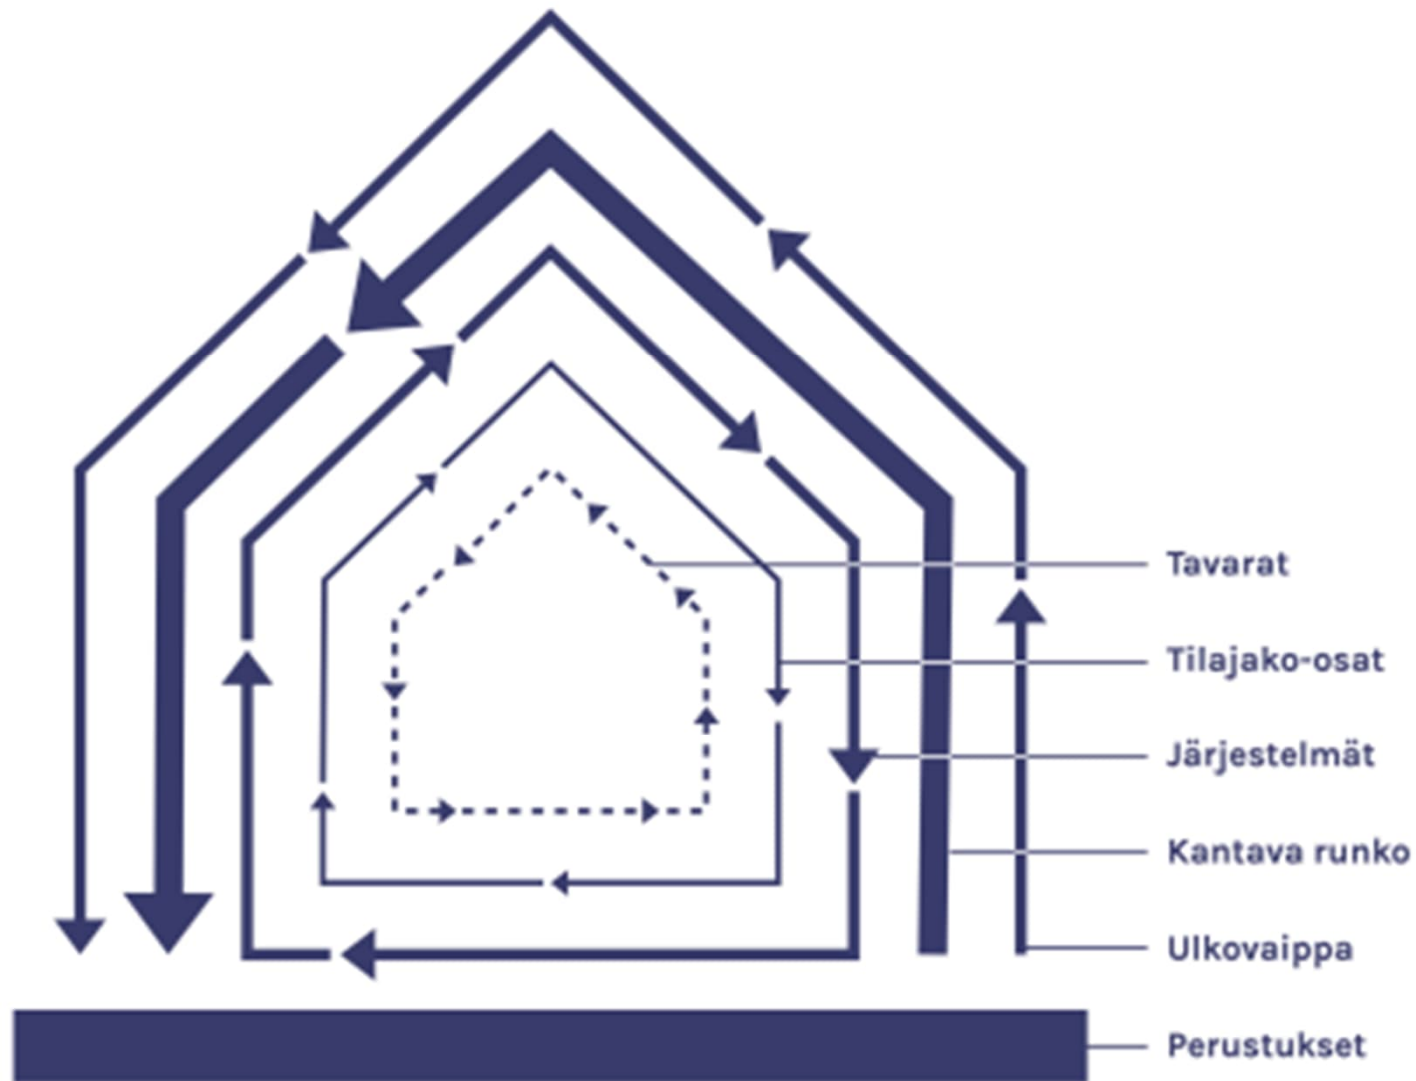 Tavarat
Tilajako-osat
Järjestelmät
Kantava runko
Ulkovaippa
Perustukset